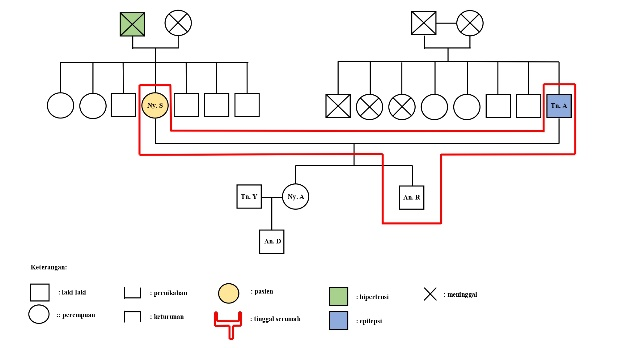 Ny. S
Tn. A
Tn. Y
Ny. A
An. R
An. D
Keterangan:
: laki laki
: pernikahan
: pasien
: hipertensi
: meninggal
: perempuan
: keturunan
: tinggal serumah
: epilepsi